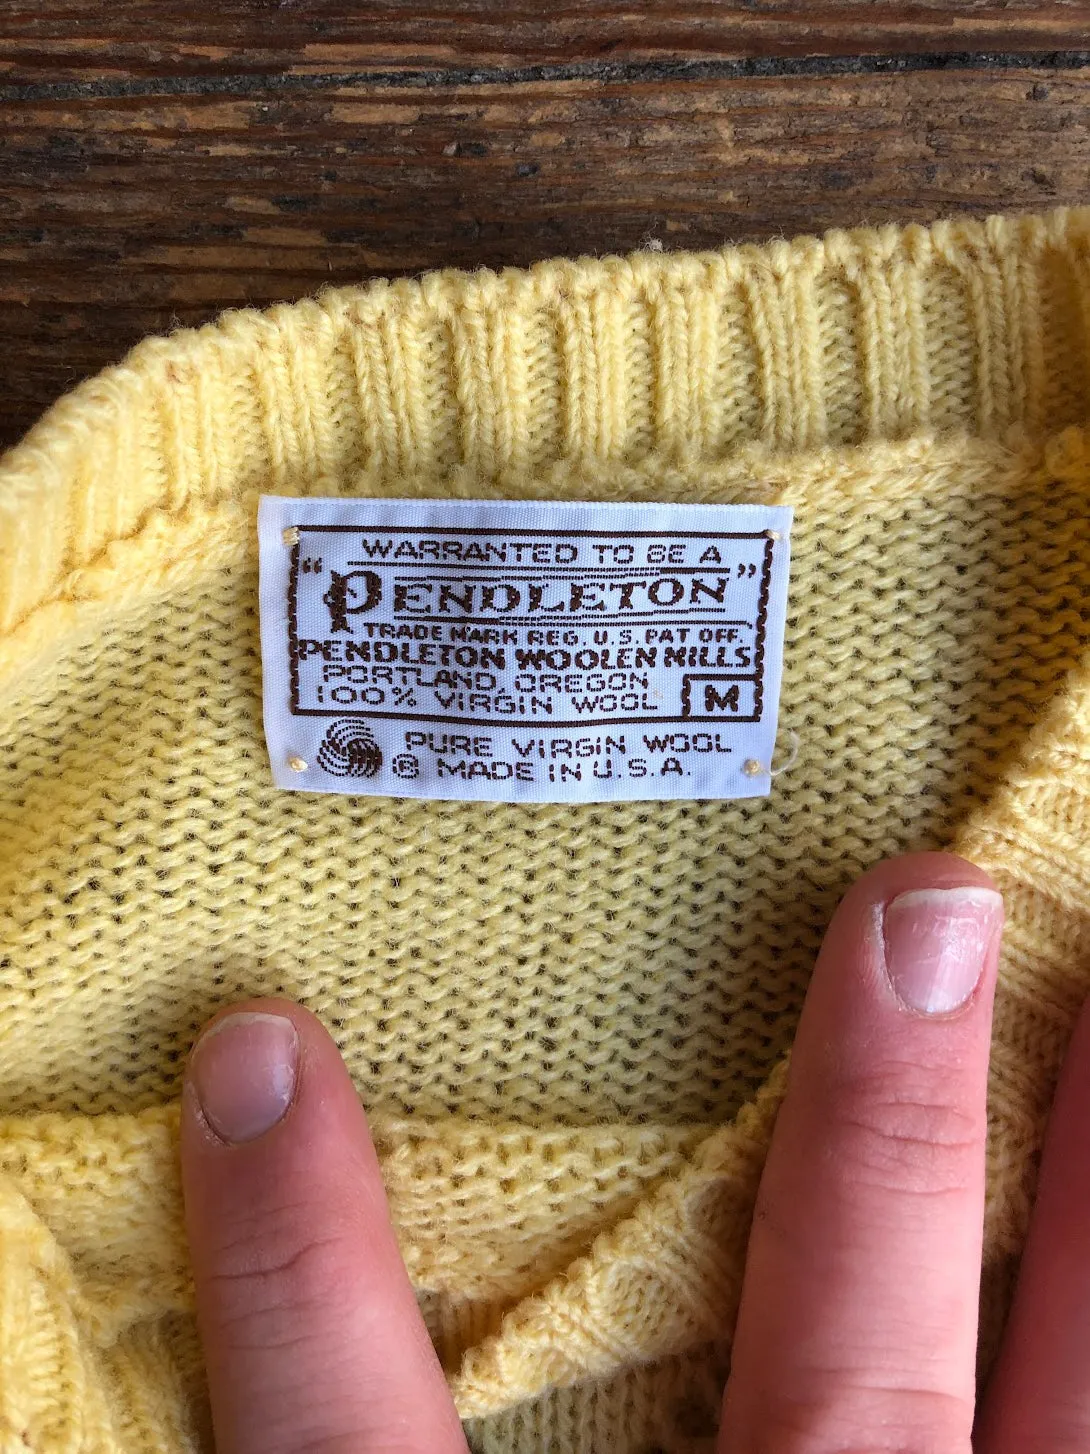 WARRANTED TO BE A
"PENDLETON"
TRADE MARK REG. U.S. PAT OFF.
PENDLETON WOOLEN MILLS
PORTLAND, OREGON
100% VIRGIN WOOL M
PURE VIRGIN WOOL
® MADE IN U.S.A.